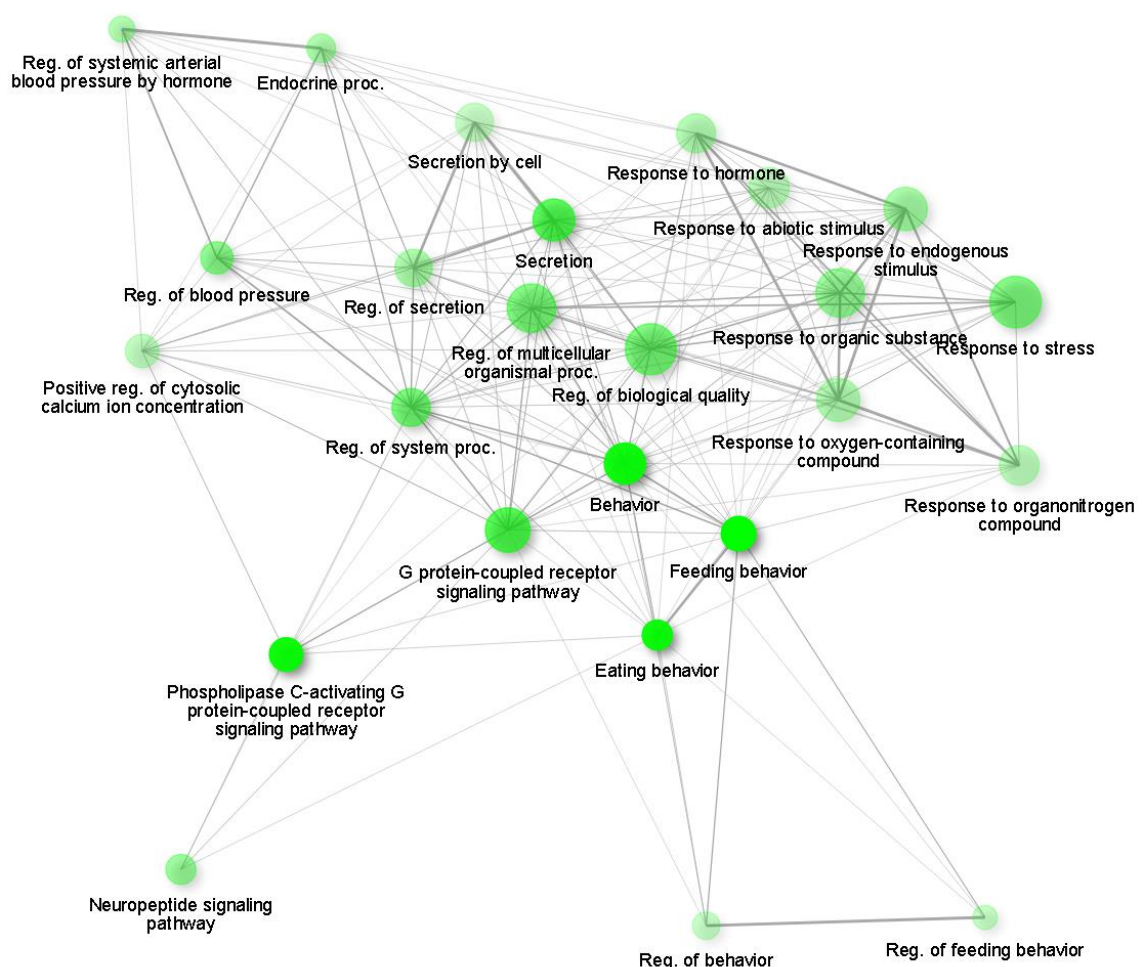 Reg. of systemic arterial
blood pressure by hormone
Endocrine proc.
Secretion by cell
Response to hormone
Response to abiotic stimulus
Response to endogenous
stimulus
Secretion
Reg. of blood pressure
Reg. of secretion
Response to organic substance
Response to stress
Reg. of multicellular
organismal proc.
Positive reg. of cytosolic
calcium ion concentration
Reg. of biological quality
Reg. of system proc.
Response to oxygen-containing
compound
Behavior
Response to organonitrogen
compound
G protein-coupled receptor
signaling pathway
Feeding behavior
Eating behavior
Phospholipase C-activating G
protein-coupled receptor
signaling pathway
Neuropeptide signaling
pathway
Reg. of behavior
Reg. of feeding behavior